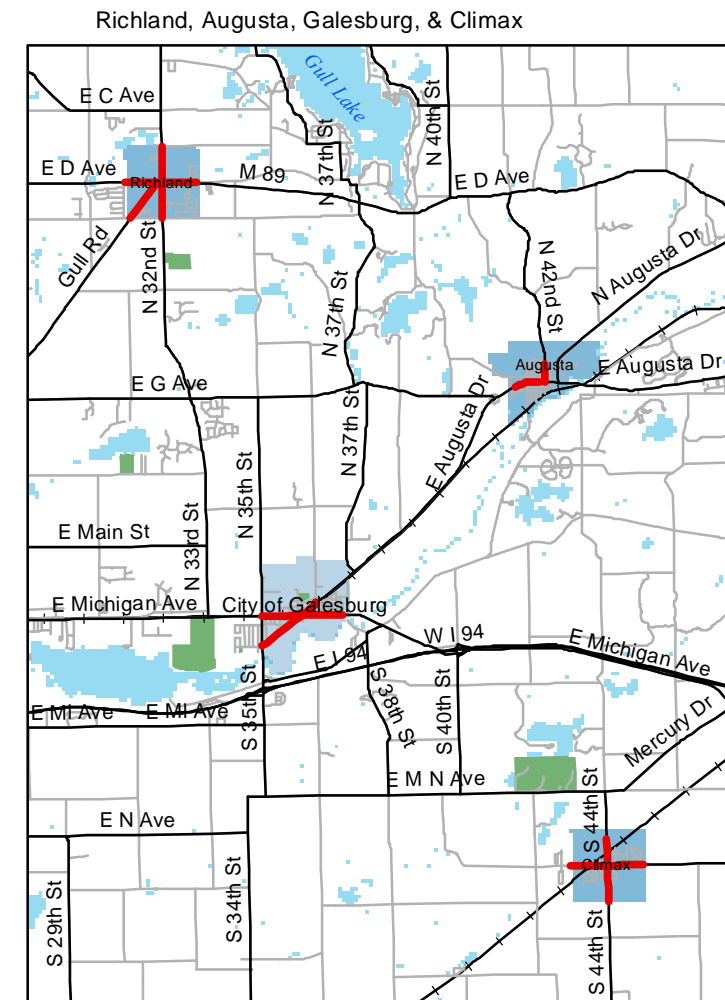 Richland, Augusta, Galesburg, & Climax
Gull Lake
E C Ave
N 40th St
N 37th St
E D Ave
Richland
M 89
E D Ave
Gull Rd
N 32nd St
N 42nd St
N Augusta Dr
N 37th St
Augusta
E Augusta Dr
E G Ave
N 37th St
E Augusta Dr
N 35th St
E Main St
N 33rd St
E Michigan Ave
City of Galesburg
W I 94
E I 94
E Michigan Ave
S 35th St
S 38th St
S 40th St
E MI Ave
E MI Ave
Mercury Dr
E M N Ave
S 44th St
E N Ave
Climax
S 29th St
S 34th St
S 44th St